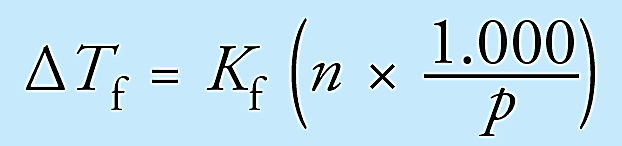 ΔT_f = K_f (n × 1.000/p)